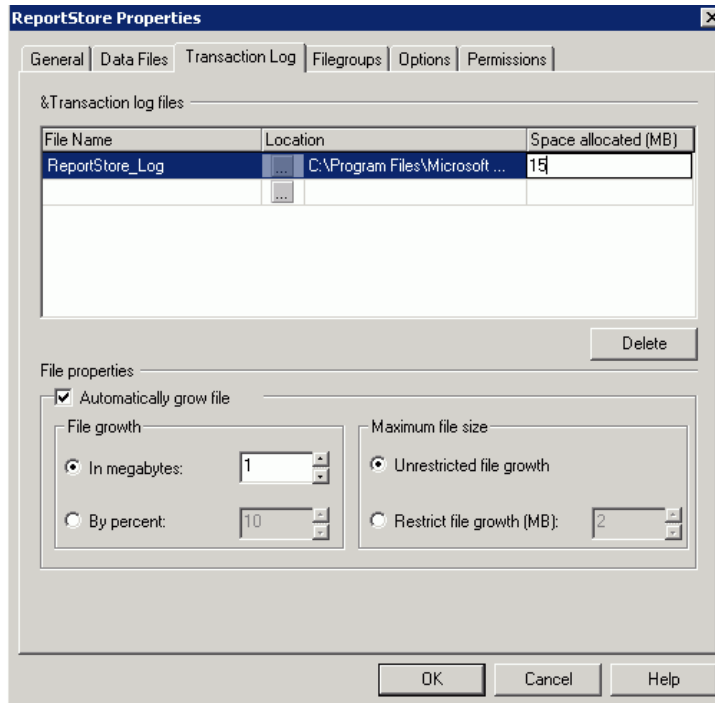 ReportStore Properties
General Data Files Transaction Log Filegroups Options Permissions
&Transaction log files
File Name Location Space allocated (MB)
ReportStore_Log ... C:\Program Files\Microsoft ... 15
...
Delete
File properties
Automatically grow file
File growth Maximum file size
In megabytes: 1 Unrestricted file growth
By percent: 10 Restrict file growth (MB): 2
OK Cancel Help